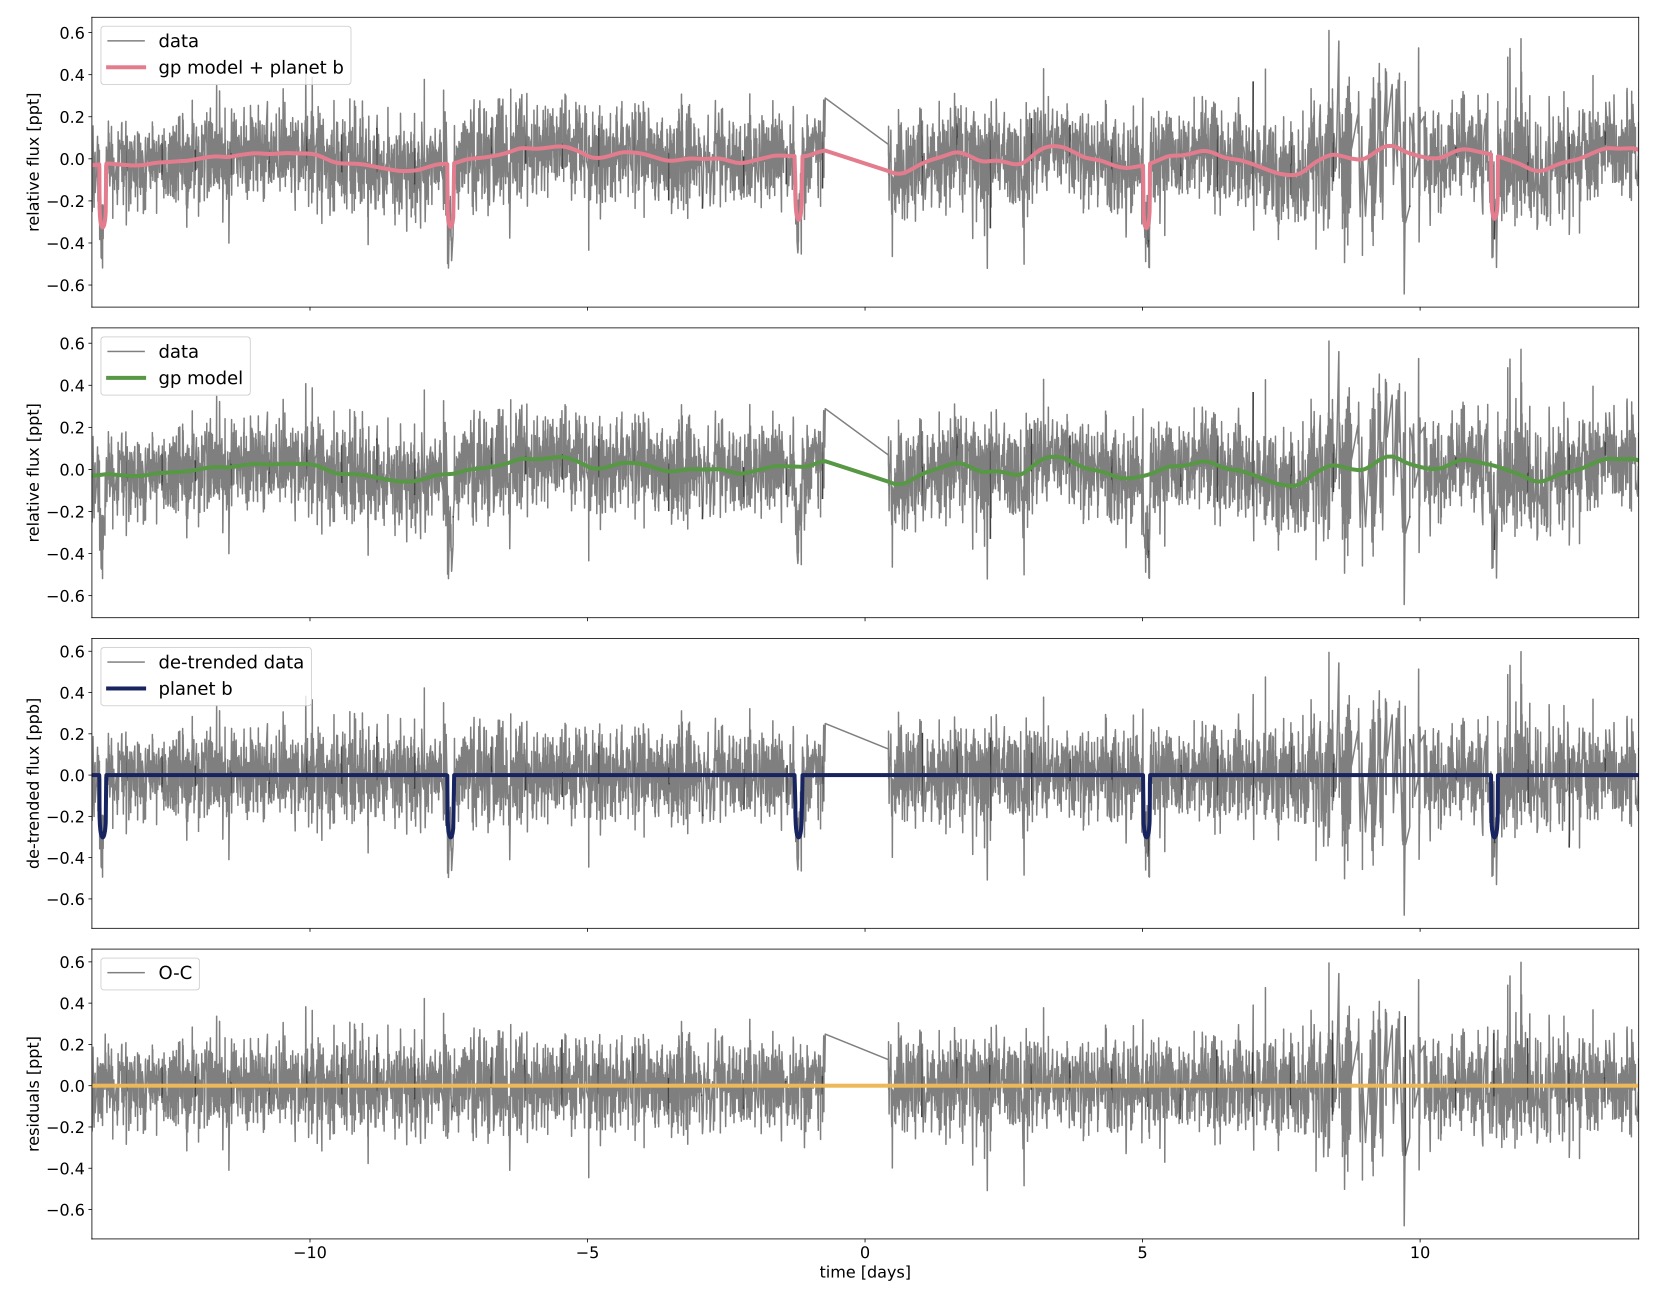 0.6
0.4
0.2
0.0
−0.2
−0.4
−0.6
relative flux [ppt]
data
gp model + planet b
0.6
0.4
0.2
0.0
−0.2
−0.4
−0.6
relative flux [ppt]
data
gp model
0.6
0.4
0.2
0.0
−0.2
−0.4
−0.6
de-trended flux [ppb]
de-trended data
planet b
0.6
0.4
0.2
0.0
−0.2
−0.4
−0.6
residuals [ppt]
O-C
−10 −5 0 5 10
time [days]